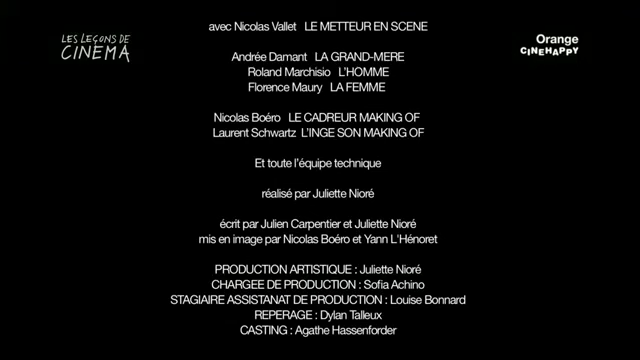 LES LEÇONS DE
CINEMA
Orange
CINEHAPPY
avec Nicolas Vallet LE METTEUR EN SCENE
Andrée Damant LA GRAND-MERE
Roland Marchisio L'HOMME
Florence Maury LA FEMME
Nicolas Boéro LE CADREUR MAKING OF
Laurent Schwartz L'INGE SON MAKING OF
Et toute l'équipe technique
réalisé par Juliette Nioré
écrit par Julien Carpentier et Juliette Nioré
mis en image par Nicolas Boéro et Yann L'Hénoret
PRODUCTION ARTISTIQUE : Juliette Nioré
CHARGEE DE PRODUCTION : Sofia Achino
STAGIAIRE ASSISTANAT DE PRODUCTION : Louise Bonnard
REPERAGE : Dylan Talleux
CASTING : Agathe Hassenforder